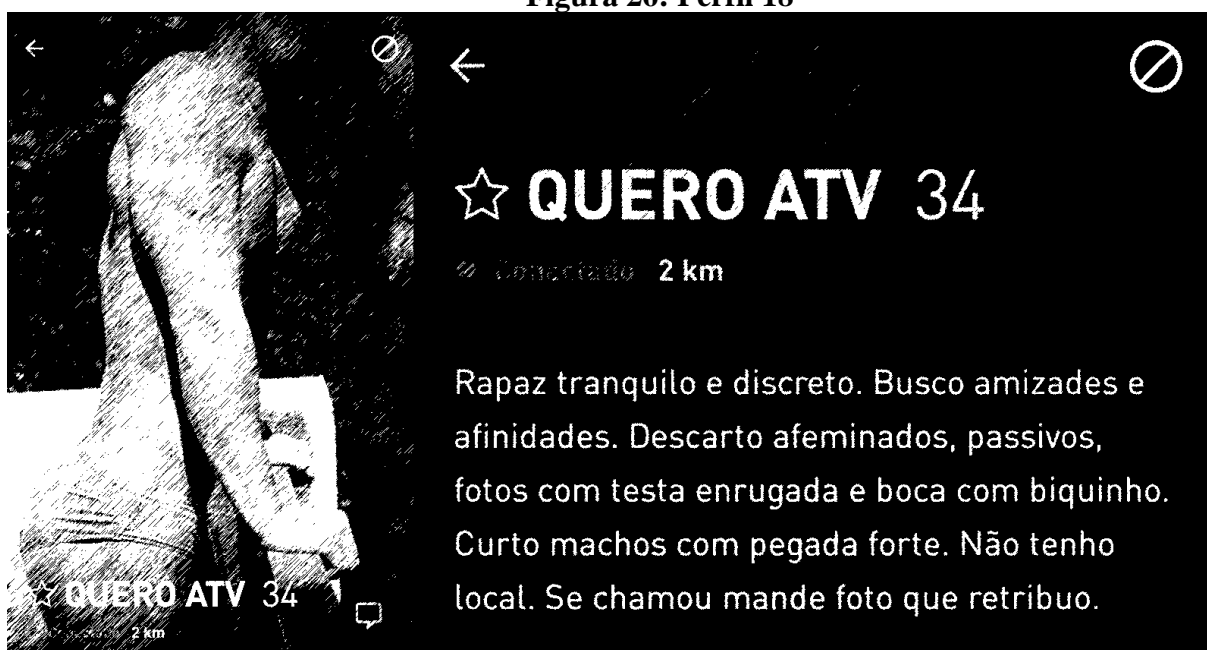 Figura 20: Perfil 18
QUERO ATV 34
Conectado 2 km
QUERO ATV 34
Conectado 2 km
Rapaz tranquilo e discreto. Busco amizades e
afinidades. Descarto afeminados, passivos,
fotos com testa enrugada e boca com biquinho.
Curto machos com pegada forte. Não tenho
local. Se chamou mande foto que retribuo.